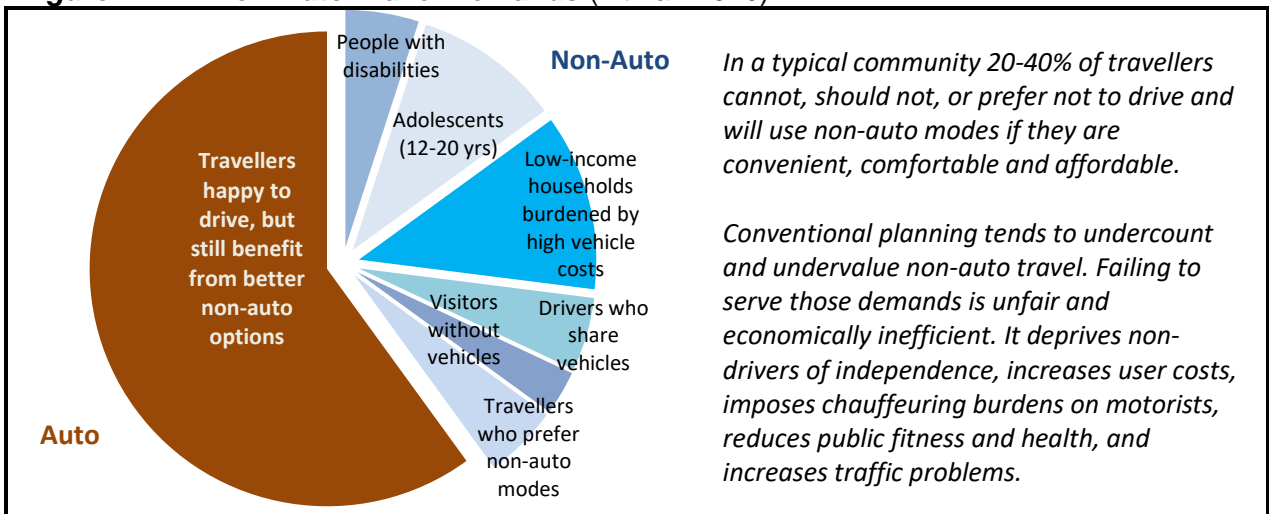 People with
disabilities
Non-Auto
Adolescents
(12-20 yrs)
Low-income
households
burdened by
high vehicle
costs
Travellers
happy to
drive, but
still benefit
from better
non-auto
options
Visitors
without
vehicles
Drivers who
share
vehicles
Travellers
who prefer
non-auto
modes
Auto
In a typical community 20-40% of travellers
cannot, should not, or prefer not to drive and
will use non-auto modes if they are
convenient, comfortable and affordable.
Conventional planning tends to undercount
and undervalue non-auto travel. Failing to
serve those demands is unfair and
economically inefficient. It deprives non-
drivers of independence, increases user costs,
imposes chauffeuring burdens on motorists,
reduces public fitness and health, and
increases traffic problems.